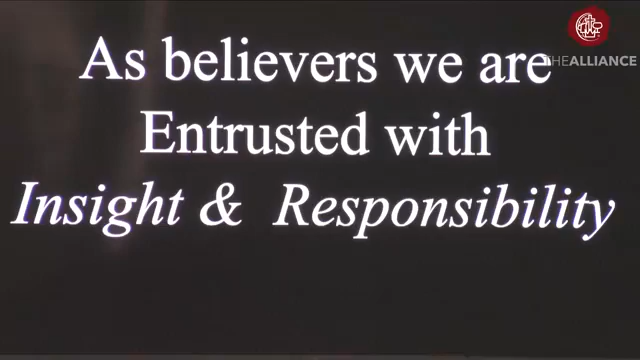 THEALLIANCE
As believers we are
Entrusted with
Insight & Responsibility